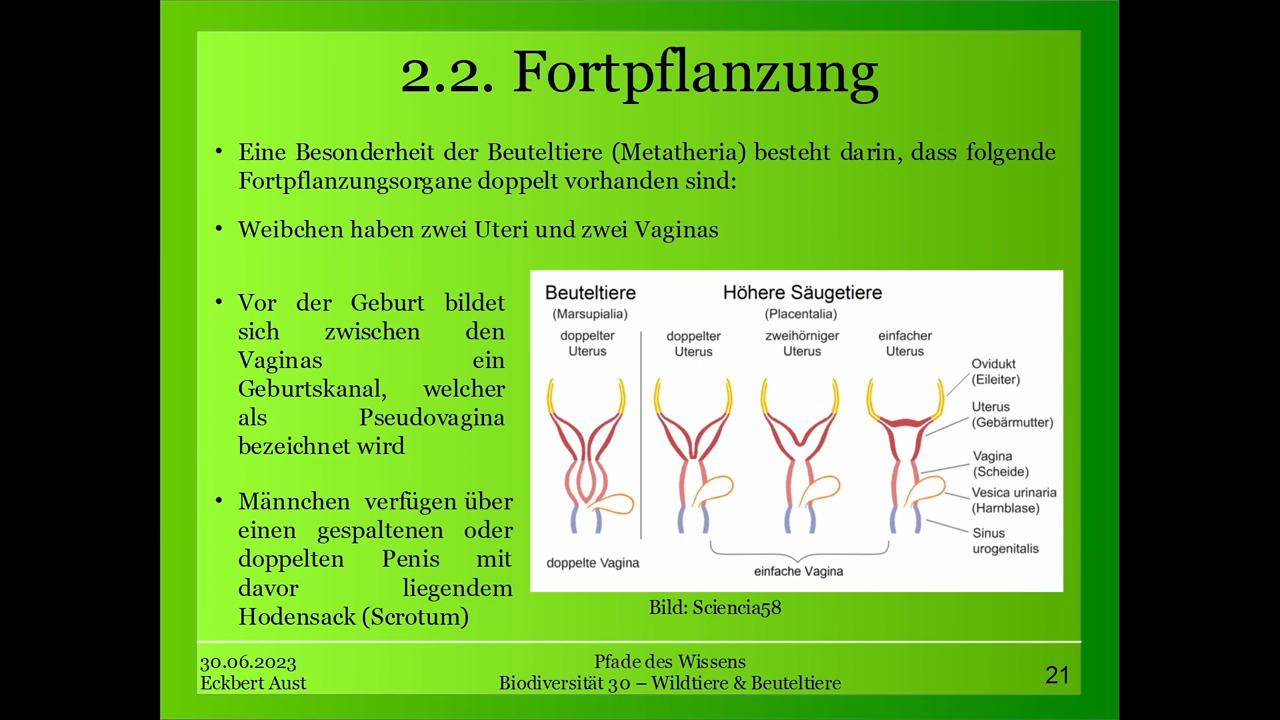 2.2. Fortpflanzung
• Eine Besonderheit der Beuteltiere (Metatheria) besteht darin, dass folgende
Fortpflanzungsorgane doppelt vorhanden sind:
• Weibchen haben zwei Uteri und zwei Vaginas
• Vor der Geburt bildet
sich zwischen den
Vaginas ein
Geburtskanal, welcher
als Pseudovagina
bezeichnet wird
• Männchen verfügen über
einen gespaltenen oder
doppelten Penis mit
davor liegendem
Hodensack (Scrotum)
Beuteltiere
(Marsupialia)
doppelter
Uterus
Höhere Säugetiere
(Placentalia)
doppelter
Uterus
zweihörniger
Uterus
einfacher
Uterus
Ovidukt
(Eileiter)
Uterus
(Gebärmutter)
Vagina
(Scheide)
Vesica urinaria
(Harnblase)
Sinus
urogenitalis
doppelte Vagina
einfache Vagina
Bild: Sciencia58
30.06.2023
Eckbert Aust
Pfade des Wissens
Biodiversität 30 – Wildtiere & Beuteltiere
21